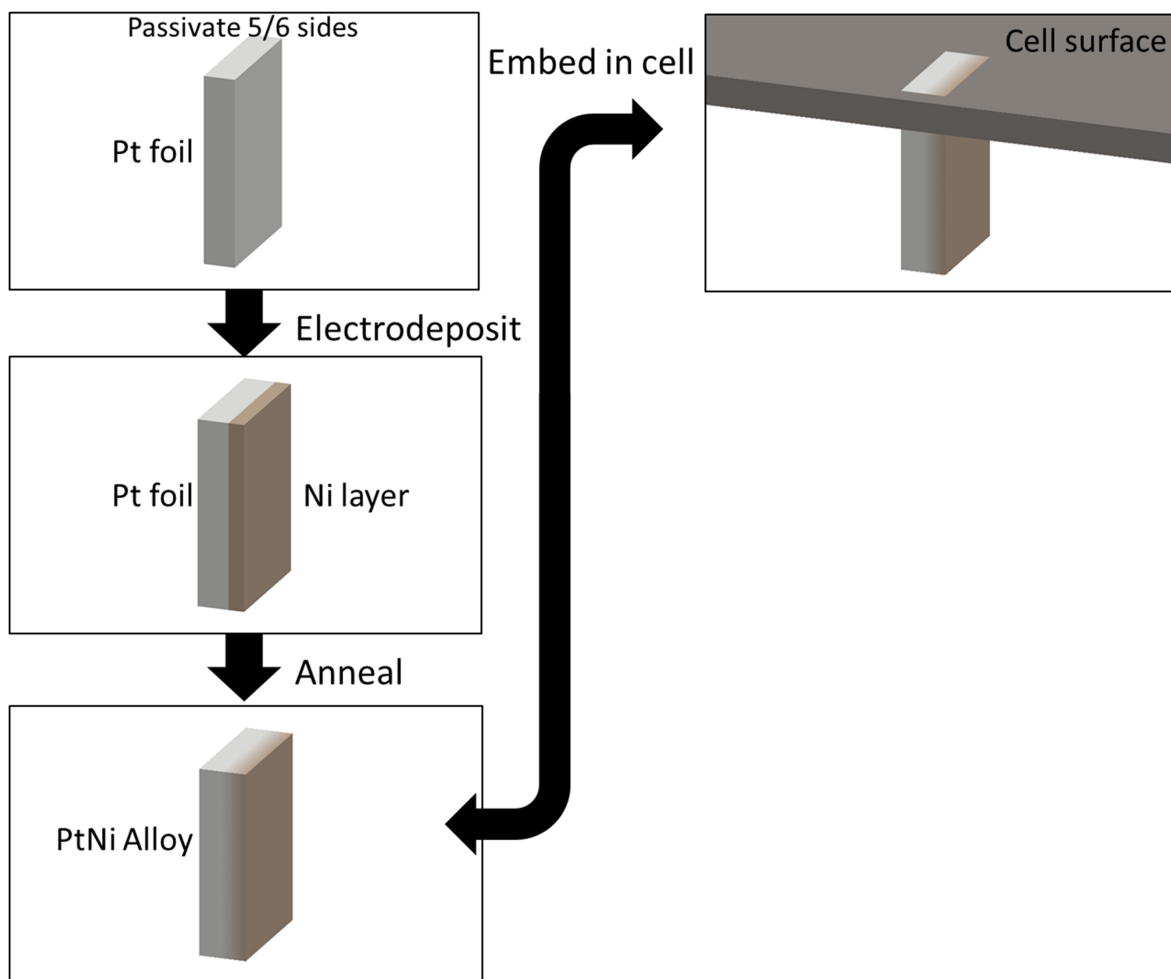 Passivate 5/6 sides
Pt foil
Electrodeposit
Pt foil
Ni layer
Anneal
PtNi Alloy
Embed in cell
Cell surface